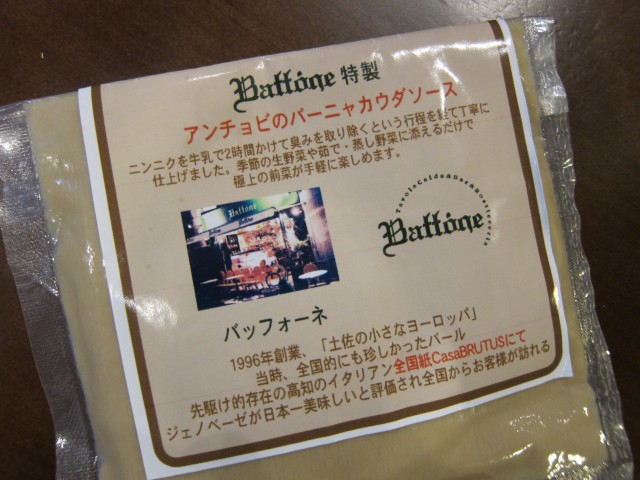 Baffone 特製
アンチョビのバーニャカウダソース
ニンニクを牛乳で2時間かけて臭みを取り除くという行程を経て丁寧に
仕上げました。季節の生野菜や茹で・蒸し野菜に添えるだけで
極上の前菜が手軽に楽しめます。
Baffone
Baffone
バッフォーネ
1996年創業、「土佐の小さなヨーロッパ」
当時、全国的にも珍しかったバール
先駆け的存在の高知のイタリアン全国紙CasaBRUTUSにて
ジェノベーゼが日本一美味しいと評価され全国からお客様が訪れる